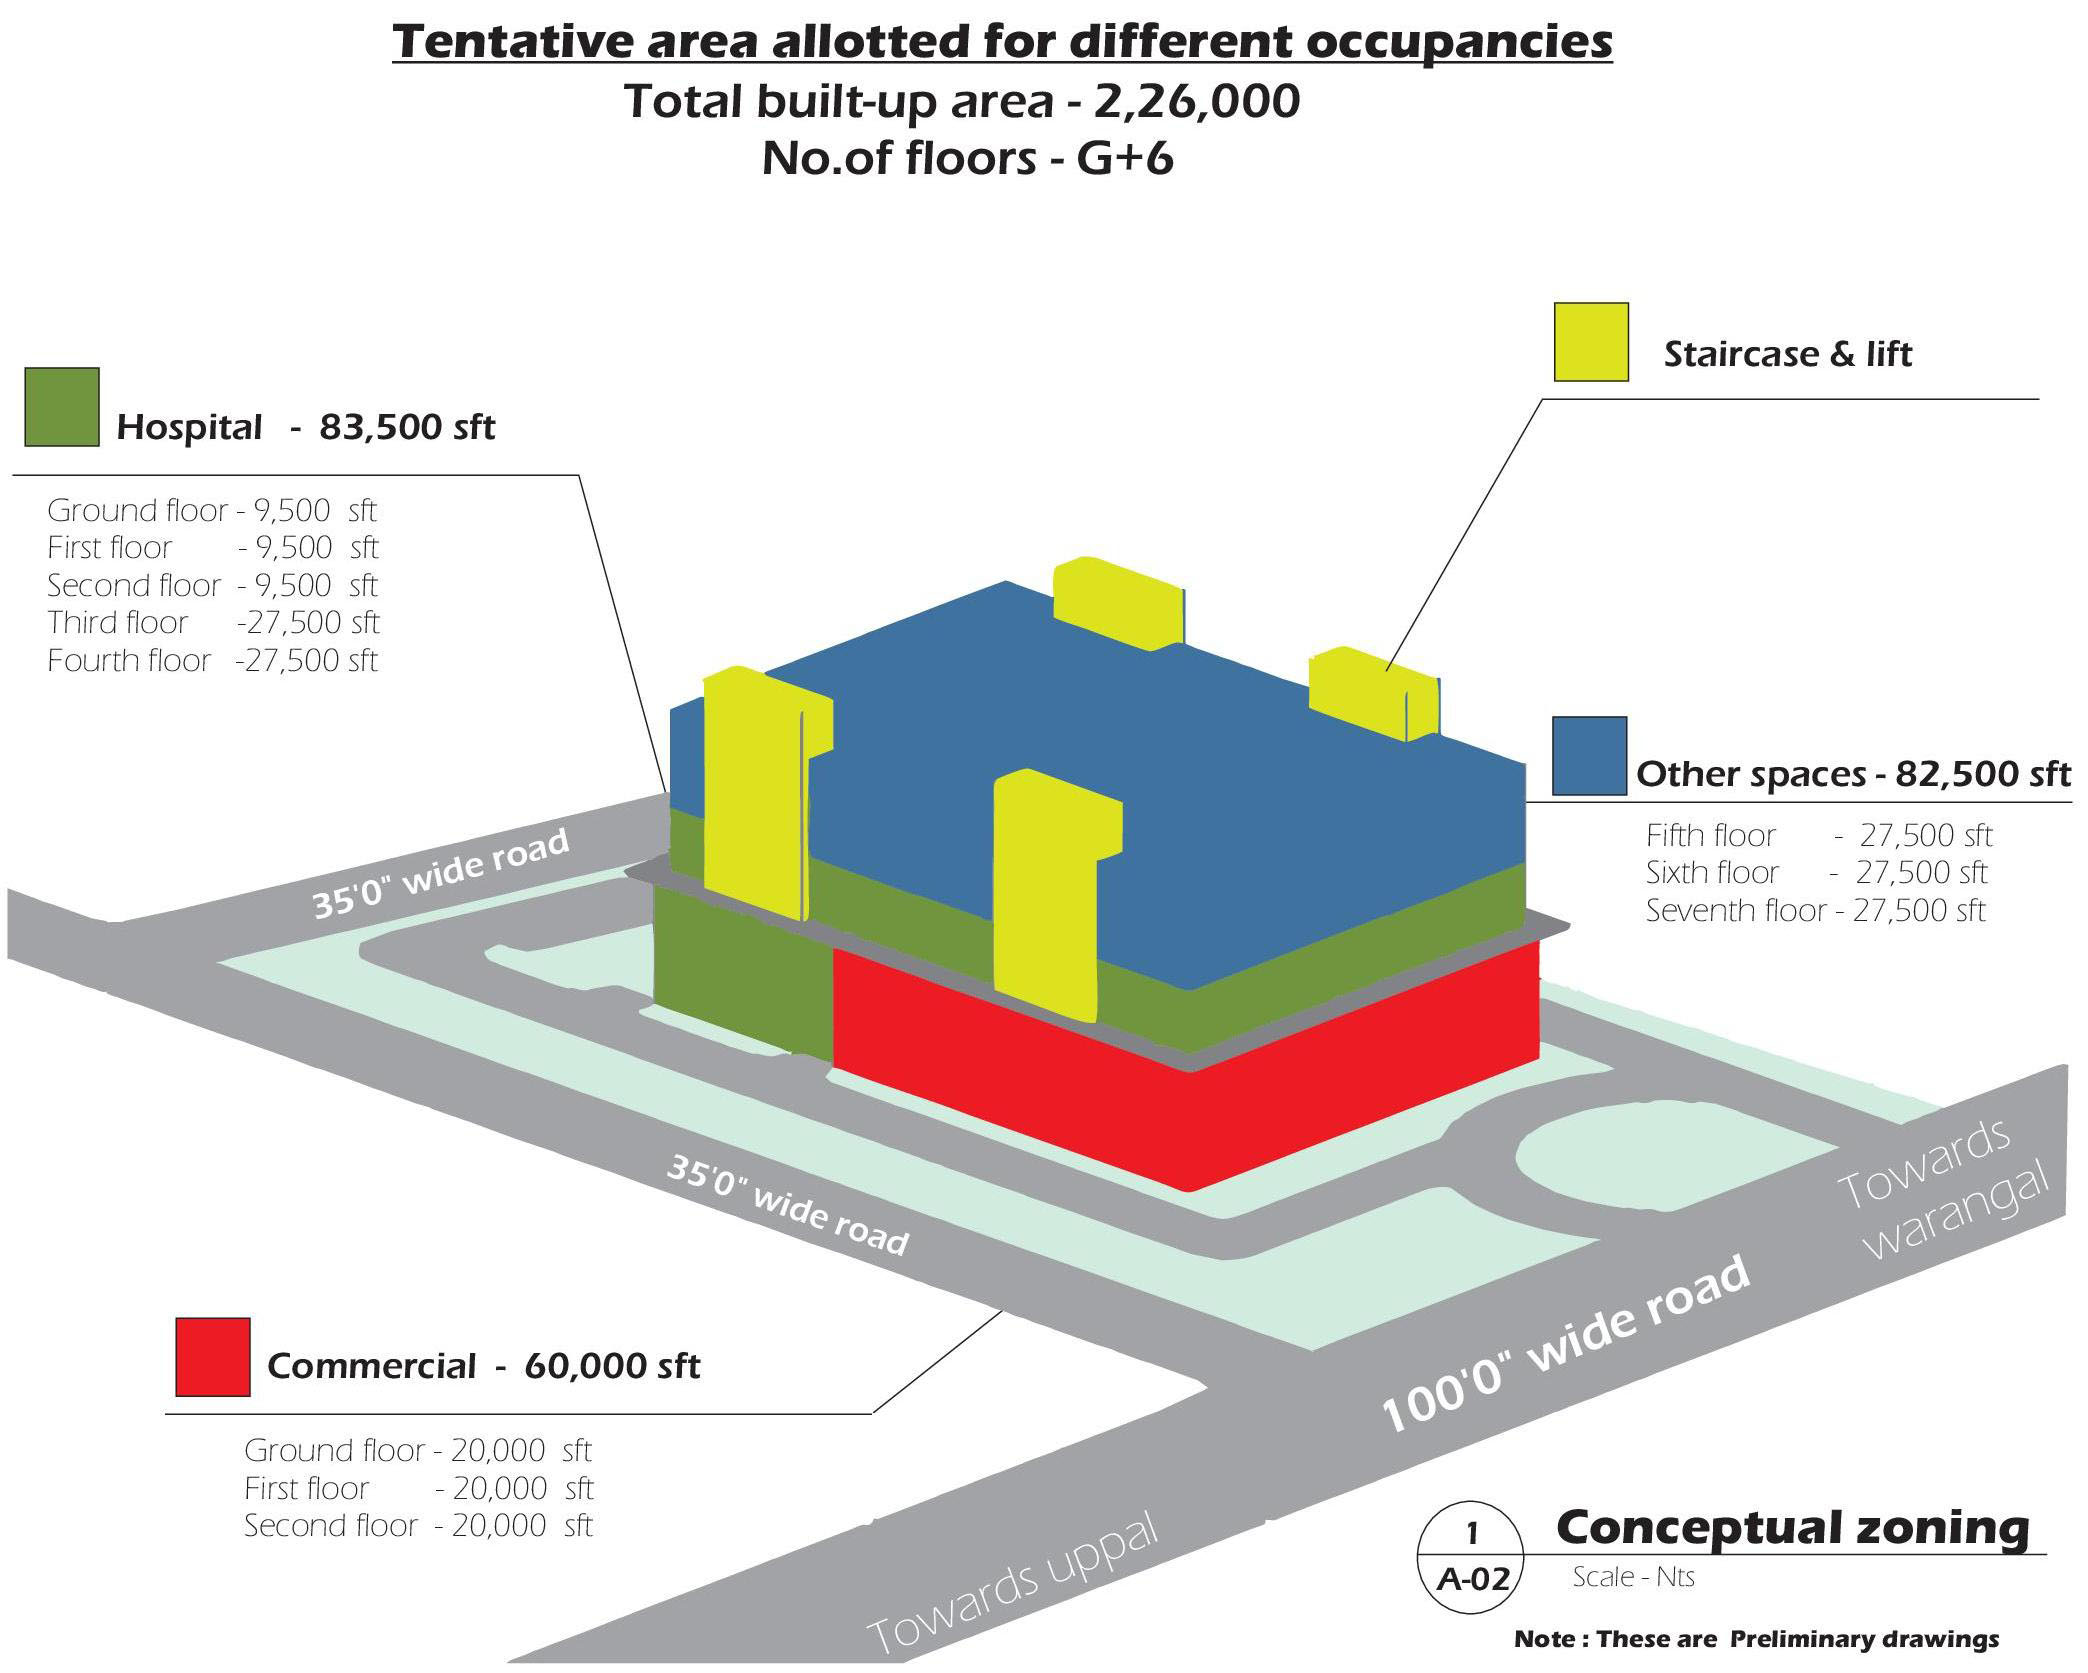 Tentative area allotted for different occupancies
Total built-up area - 2,26,000
No.of floors - G+6
Staircase & lift
Hospital - 83,500 sft
Ground floor - 9,500 sft
First floor - 9,500 sft
Second floor - 9,500 sft
Third floor -27,500 sft
Fourth floor -27,500 sft
Other spaces - 82,500 sft
Fifth floor - 27,500 sft
Sixth floor - 27,500 sft
Seventh floor - 27,500 sft
35'0" wide road
35'0" wide road
Towards
warangal
100'0" wide road
Towards uppal
Commercial - 60,000 sft
Ground floor - 20,000 sft
First floor - 20,000 sft
Second floor - 20,000 sft
1
A-02
Conceptual zoning
Scale - Nts
Note : These are Preliminary drawings